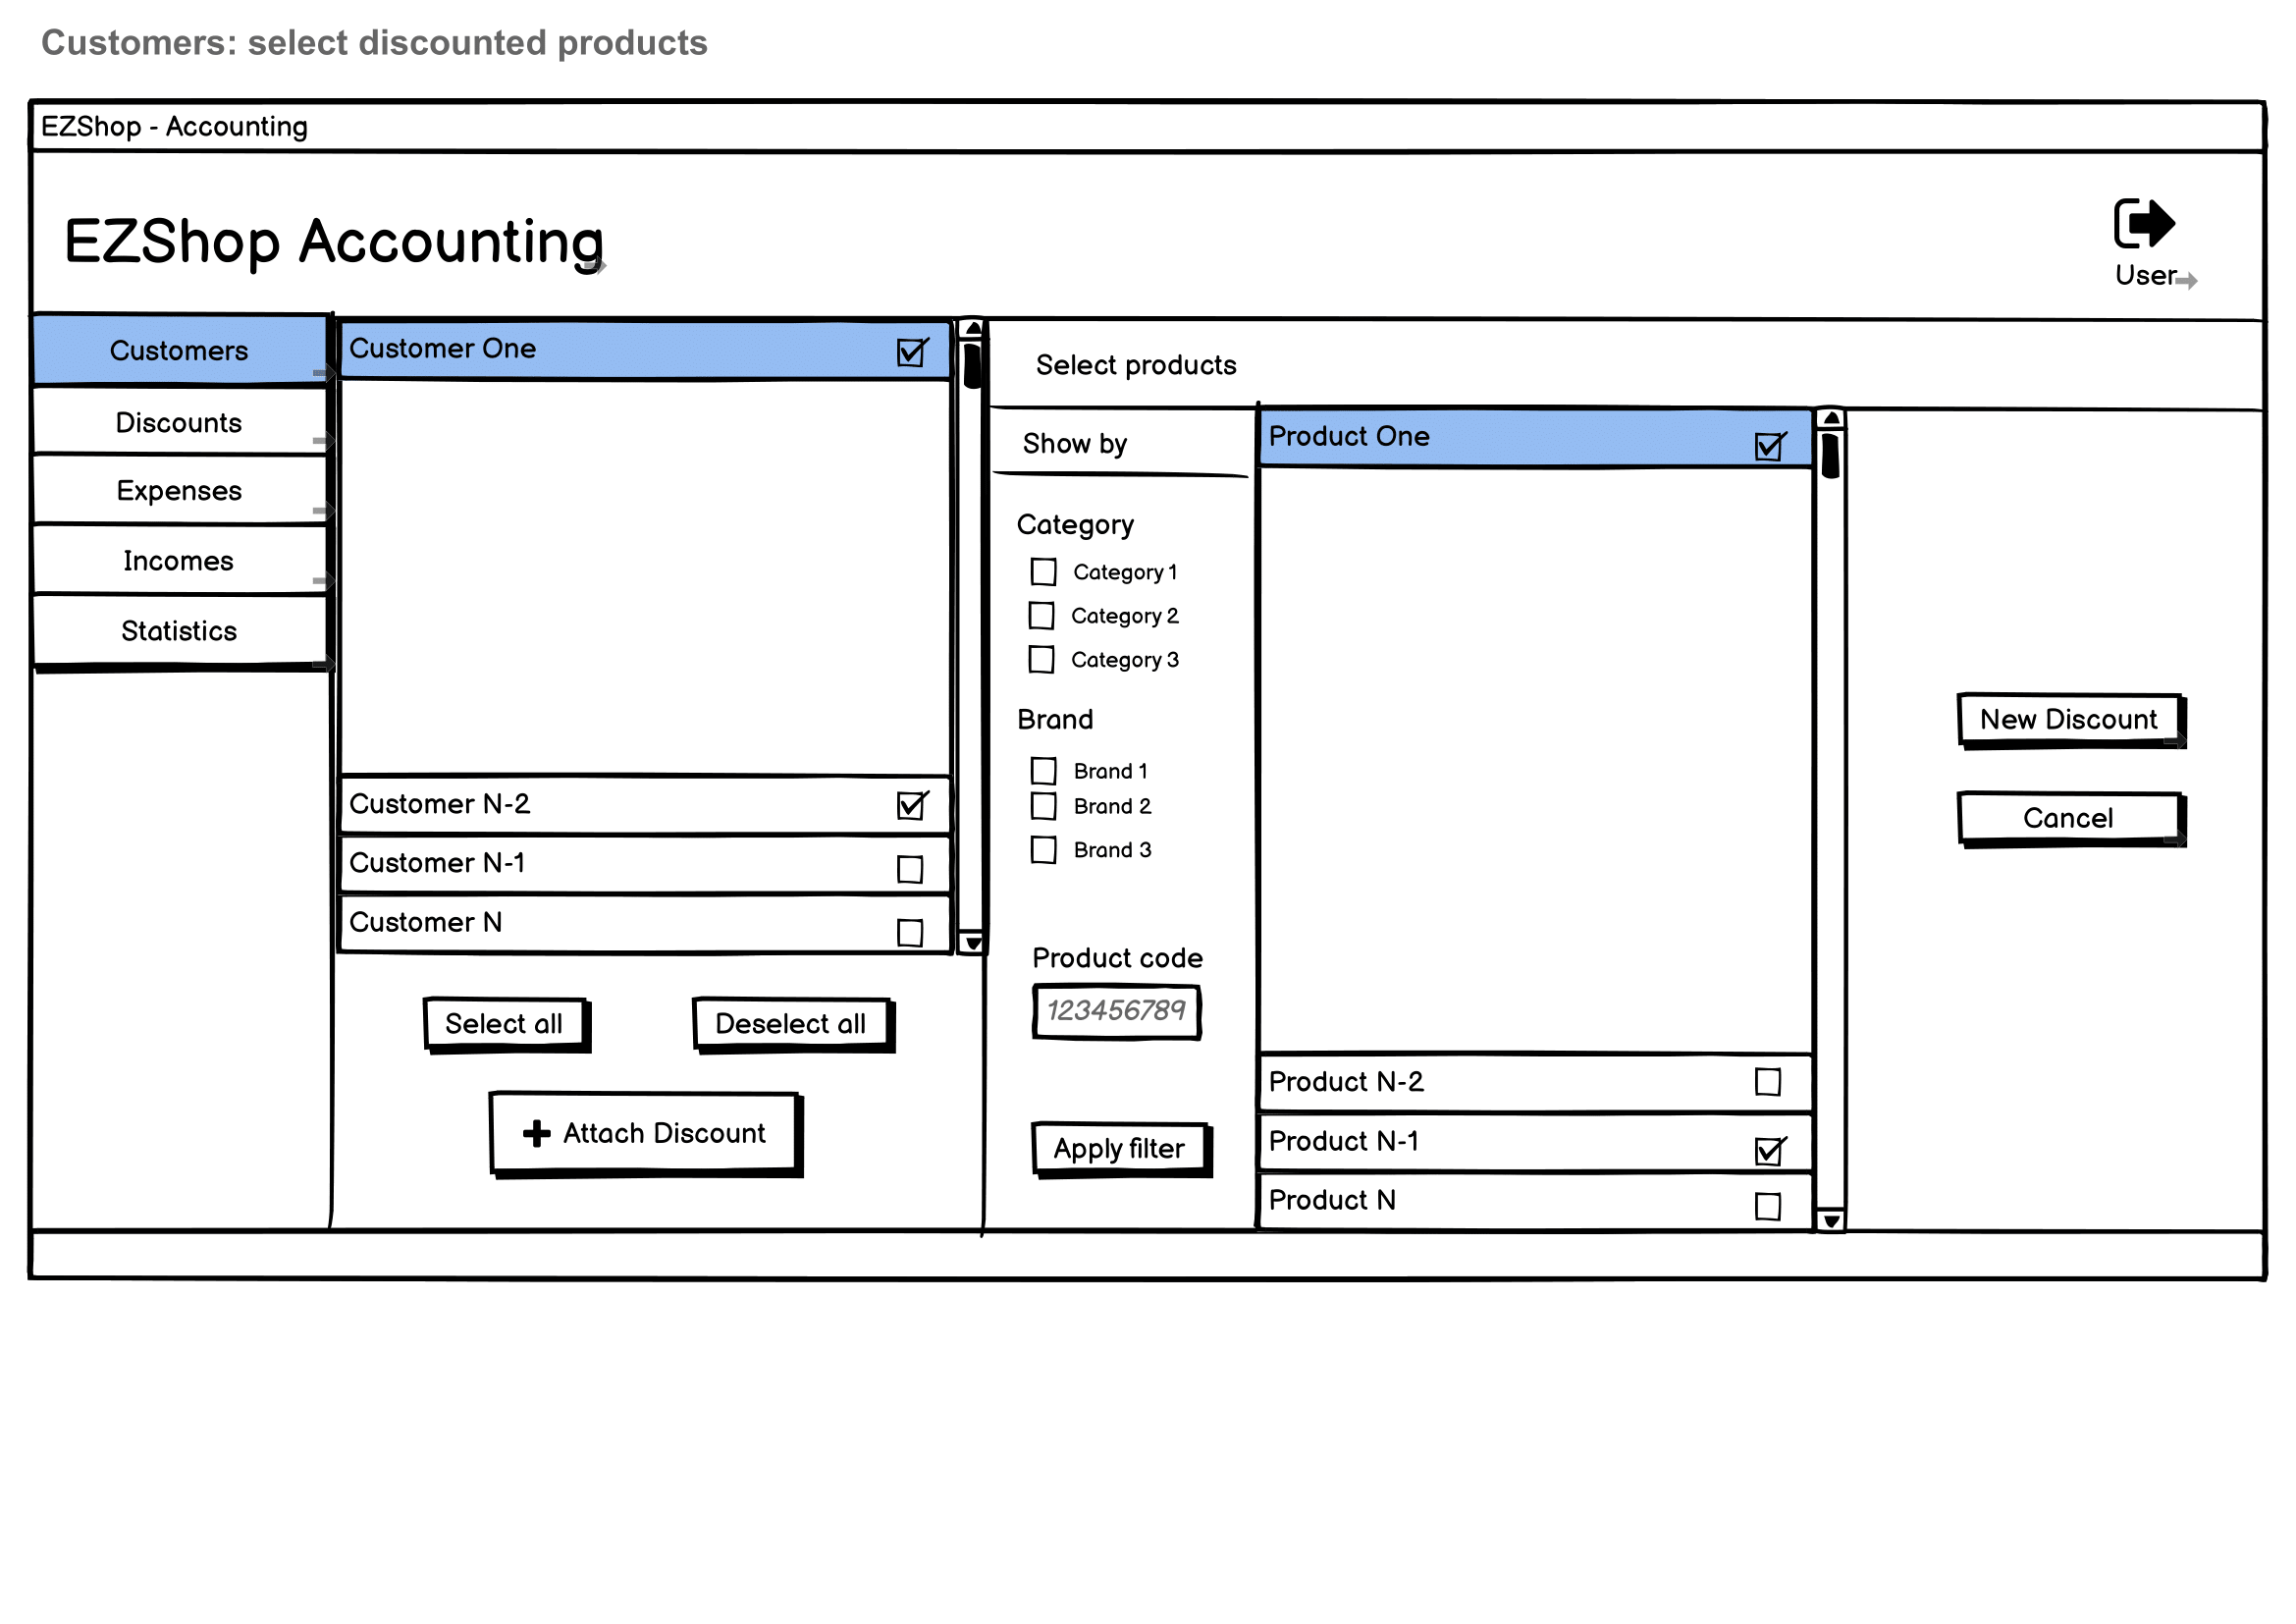 Customers: select discounted products
EZShop - Accounting
EZShop Accounting
User
Customers
Discounts
Expenses
Incomes
Statistics
Customer One
Customer N-2
Customer N-1
Customer N
Select all
Deselect all
Attach Discount
Select products
Show by
Category
Category 1
Category 2
Category 3
Brand
Brand 1
Brand 2
Brand 3
Product code
123456789
Apply filter
Product One
Product N-2
Product N-1
Product N
New Discount
Cancel